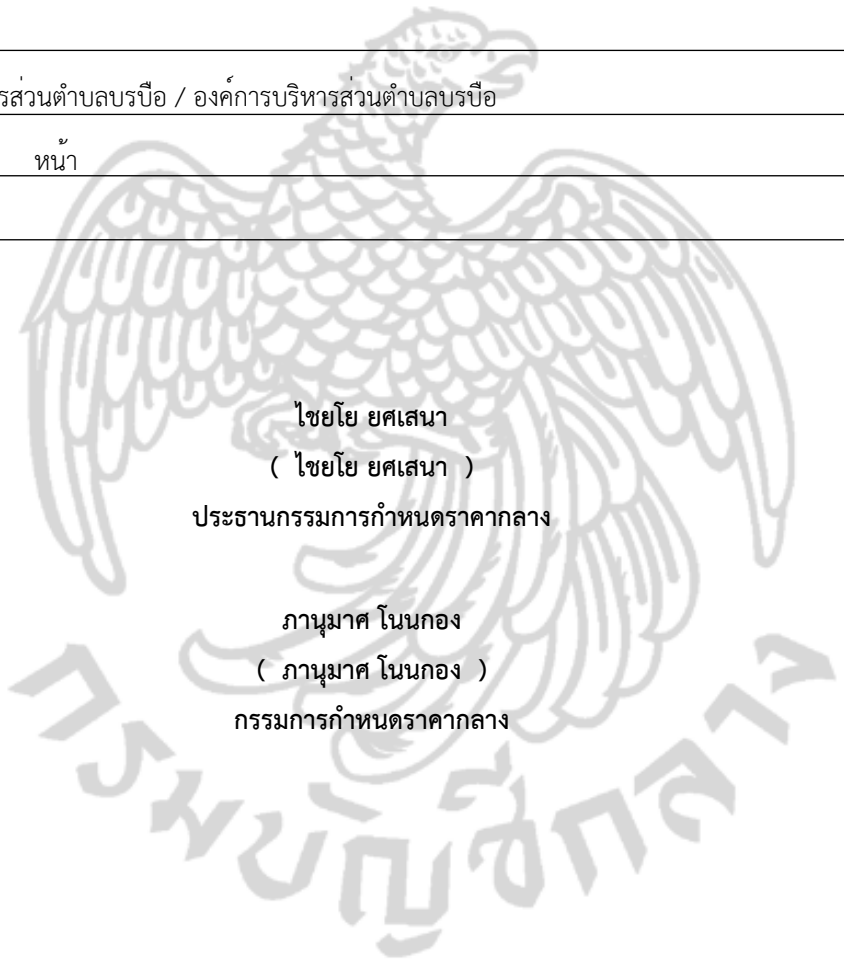 รส่วนตำบลบรบือ / องค์การบริหารส่วนตำบลบรบือ
หน้า
ไชยโย ยศเสนา
( ไชยโย ยศเสนา )
ประธานกรรมการกำหนดราคากลาง
ภานุมาศ โนนกอง
( ภานุมาศ โนนกอง )
กรรมการกำหนดราคากลาง
กรมบัญชีกลาง